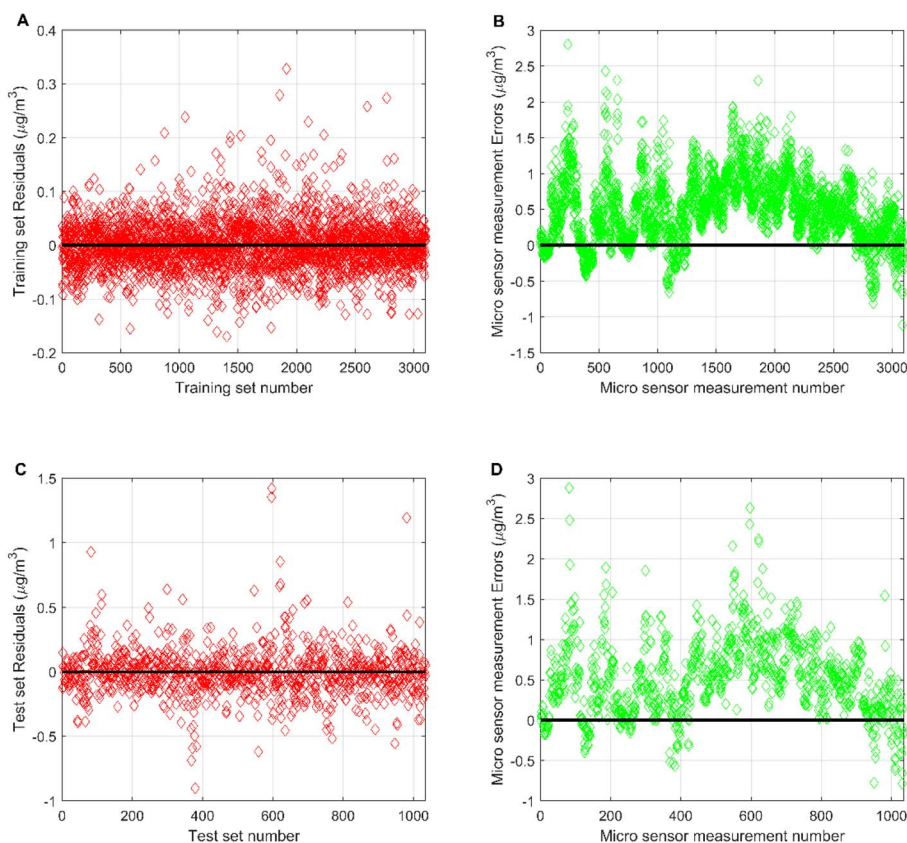 A
0.4
0.3
0.2
0.1
0
-0.1
-0.2
Training set Residuals (μg/m³)
0 500 1000 1500 2000 2500 3000
Training set number
B
3
2.5
2
1.5
1
0.5
0
-0.5
-1
-1.5
Micro sensor measurement Errors (μg/m³)
0 500 1000 1500 2000 2500 3000
Micro sensor measurement number
C
1.5
1
0.5
0
-0.5
-1
Test set Residuals (μg/m³)
0 200 400 600 800 1000
Test set number
D
3
2.5
2
1.5
1
0.5
0
-0.5
-1
Micro sensor measurement Errors (μg/m³)
0 200 400 600 800 1000
Micro sensor measurement number